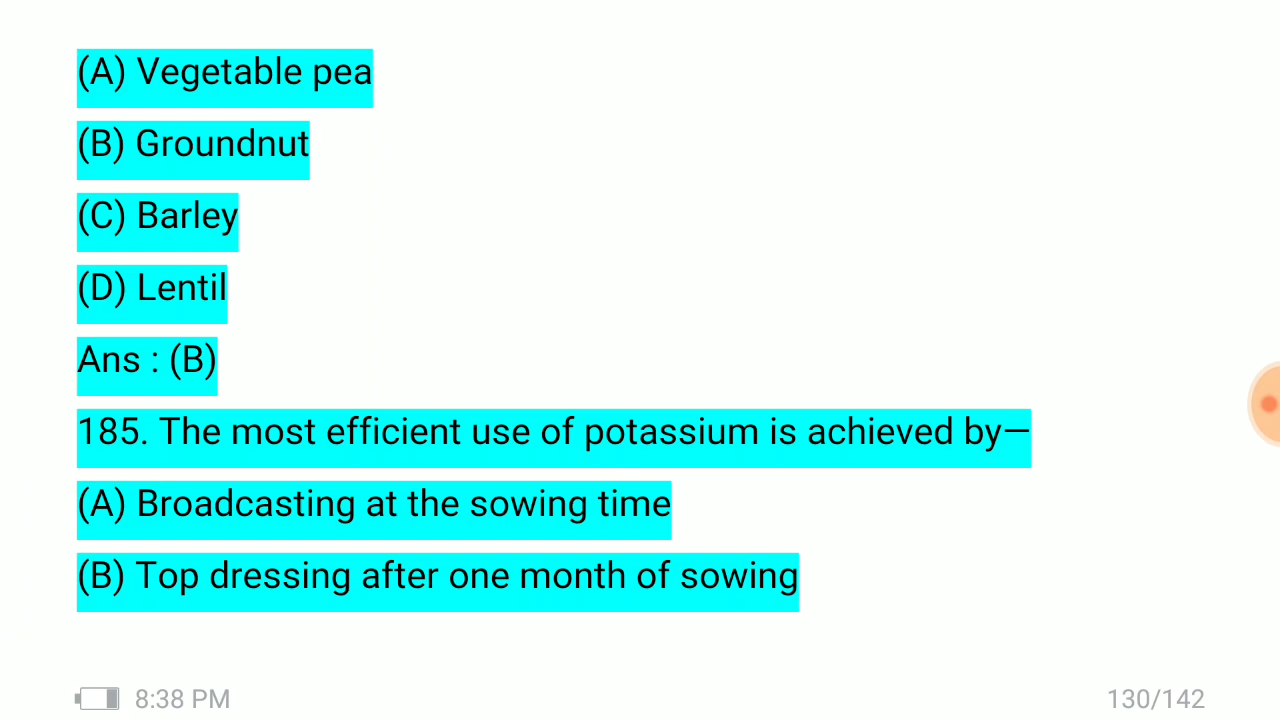 (A) Vegetable pea
(B) Groundnut
(C) Barley
(D) Lentil
Ans : (B)
185. The most efficient use of potassium is achieved by—
(A) Broadcasting at the sowing time
(B) Top dressing after one month of sowing
8:38 PM
130/142